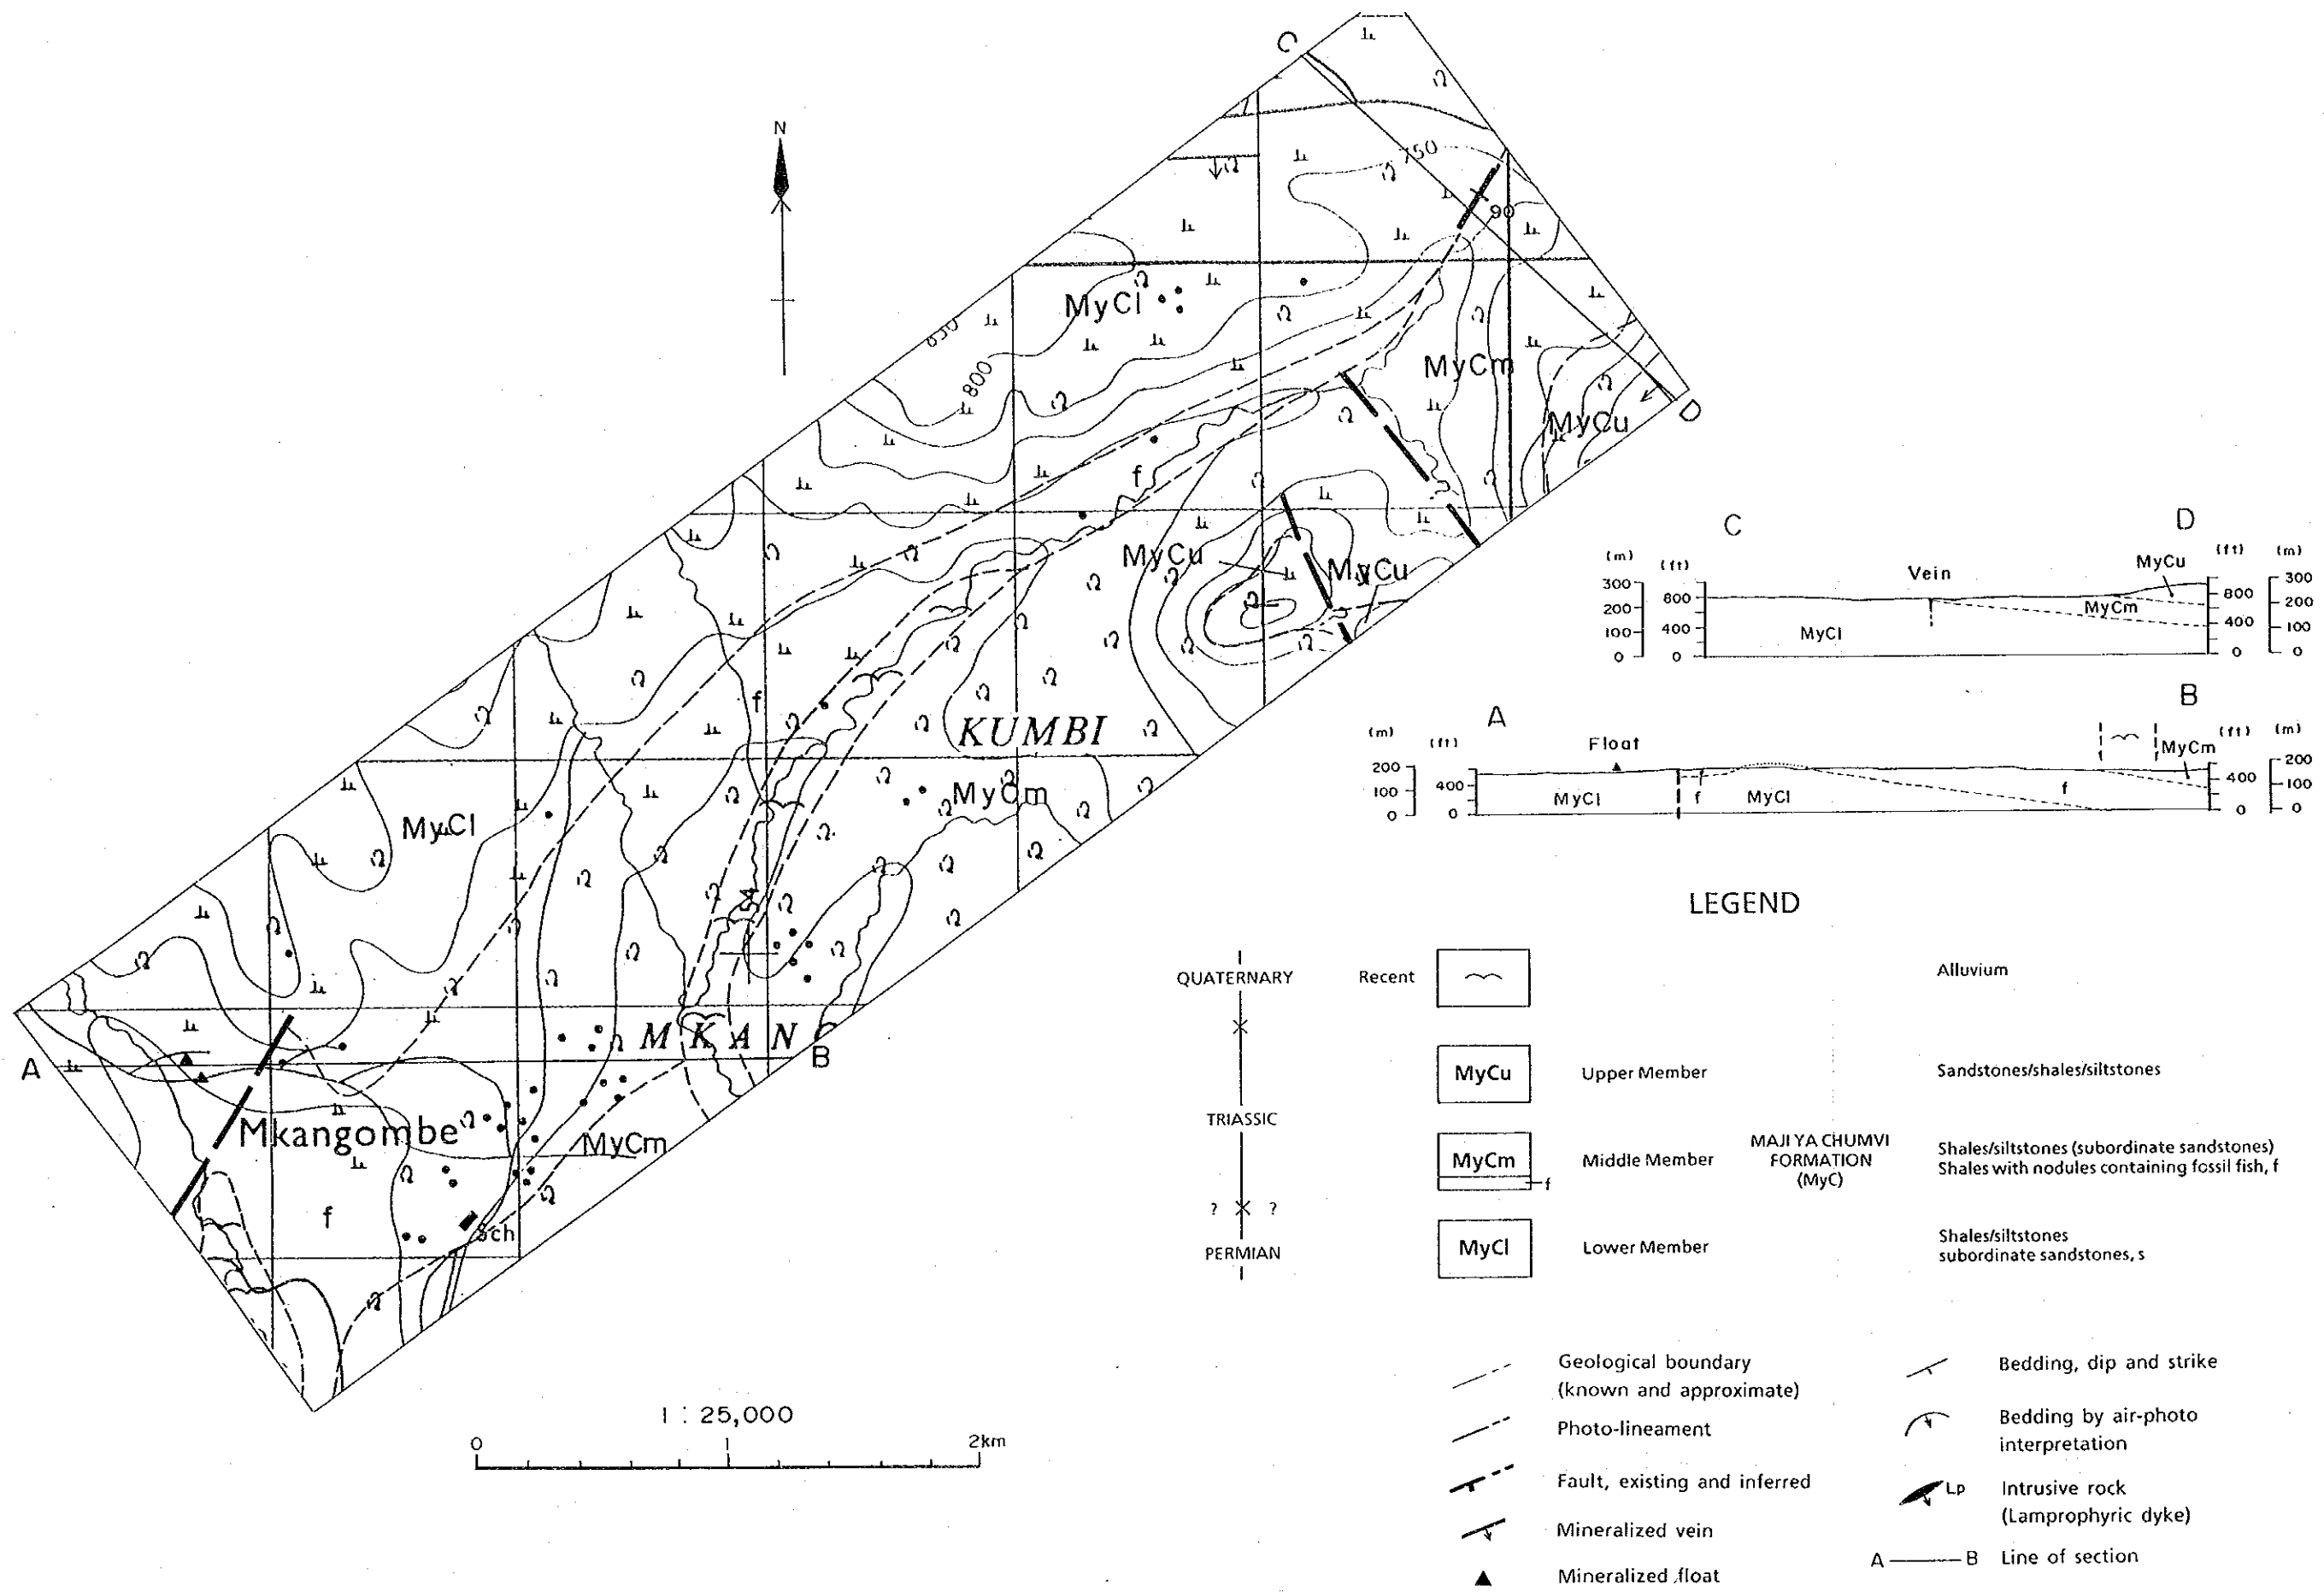 N
C
750
90
MyCl
850
800
MyCm
MyCu
D
f
MyCu
MyCu
f
KUMBI
MyCm
MyCl
54
A
MKAN
B
Mkangombe
MyCm
f
Sch
1 : 25,000
0 1 2km
C D
(m) (ft) Vein MyCu (ft) (m)
300 800 MyCm 800 300
200 200
100 400 MyCl 400 100
0 0 0 0
A B
(m) (ft) Float MyCm (ft) (m)
200 f 200
100 400 MyCl f MyCl f 400 100
0 0 0 0
LEGEND
QUATERNARY Recent Alluvium
MyCu Upper Member Sandstones/shales/siltstones
TRIASSIC
MyCm Middle Member MAJI YA CHUMVI Shales/siltstones (subordinate sandstones)
f FORMATION Shales with nodules containing fossil fish, f
(MyC)
? ?
PERMIAN MyCl Lower Member Shales/siltstones
subordinate sandstones, s
Geological boundary
(known and approximate)
Photo-lineament
Fault, existing and inferred
Mineralized vein
Mineralized float
Bedding, dip and strike
Bedding by air-photo
interpretation
Lp Intrusive rock
(Lamprophyric dyke)
A B Line of section